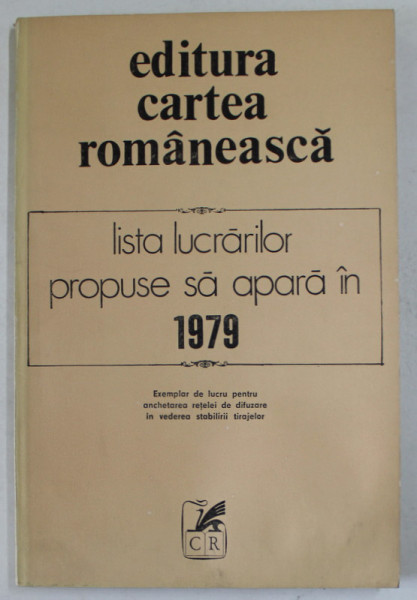 editura
cartea
românească
lista lucrărilor
propuse să apară în
1979
Exemplar de lucru pentru
anchetarea rețelei de difuzare
în vederea stabilirii tirajelor
C R